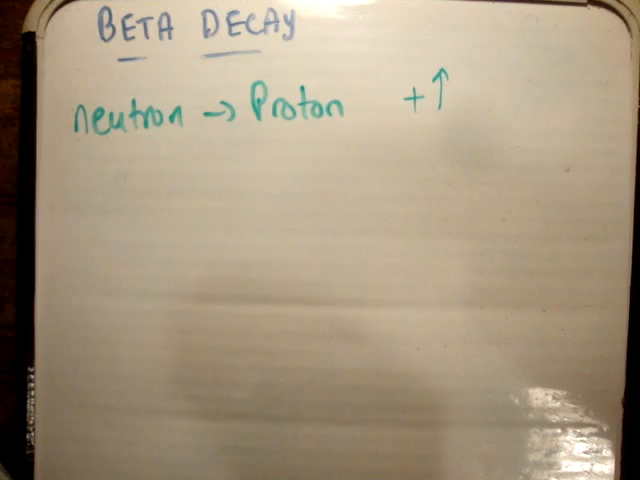 BETA DECAY
neutron → Proton +↑